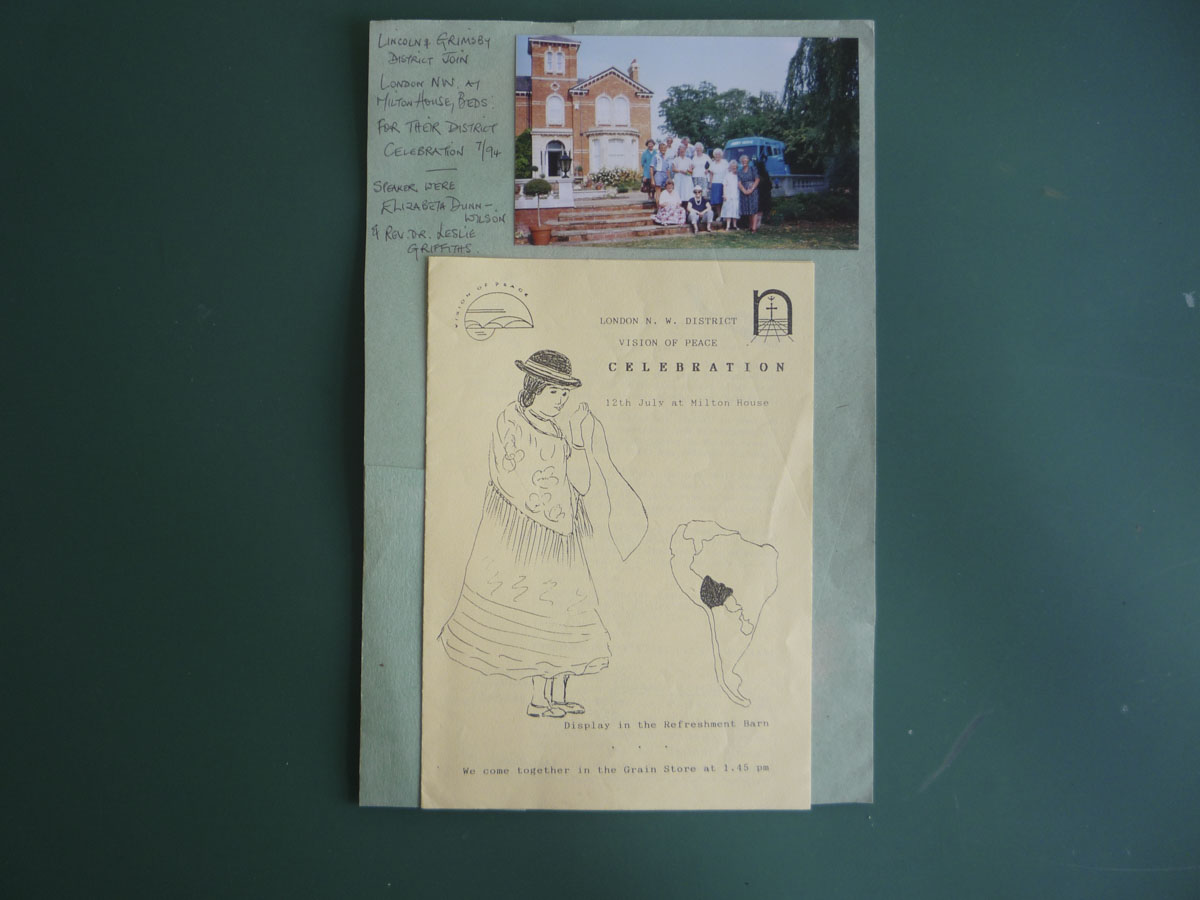 LINCOLN & GRIMSBY
DISTRICT JOIN
LONDON NW, AT
MILTON HOUSE, BEDS.
FOR THEIR DISTRICT
CELEBRATION 7/94
SPEAKER, WERE
ELIZABETA DUNN-
WILSON
& REV. DR. LESLIE
GRIFFITHS.
VISION OF PEACE
n
LONDON N. W. DISTRICT
VISION OF PEACE
CELEBRATION
12th July at Milton House
Display in the Refreshment Barn
. . .
We come together in the Grain Store at 1.45 pm